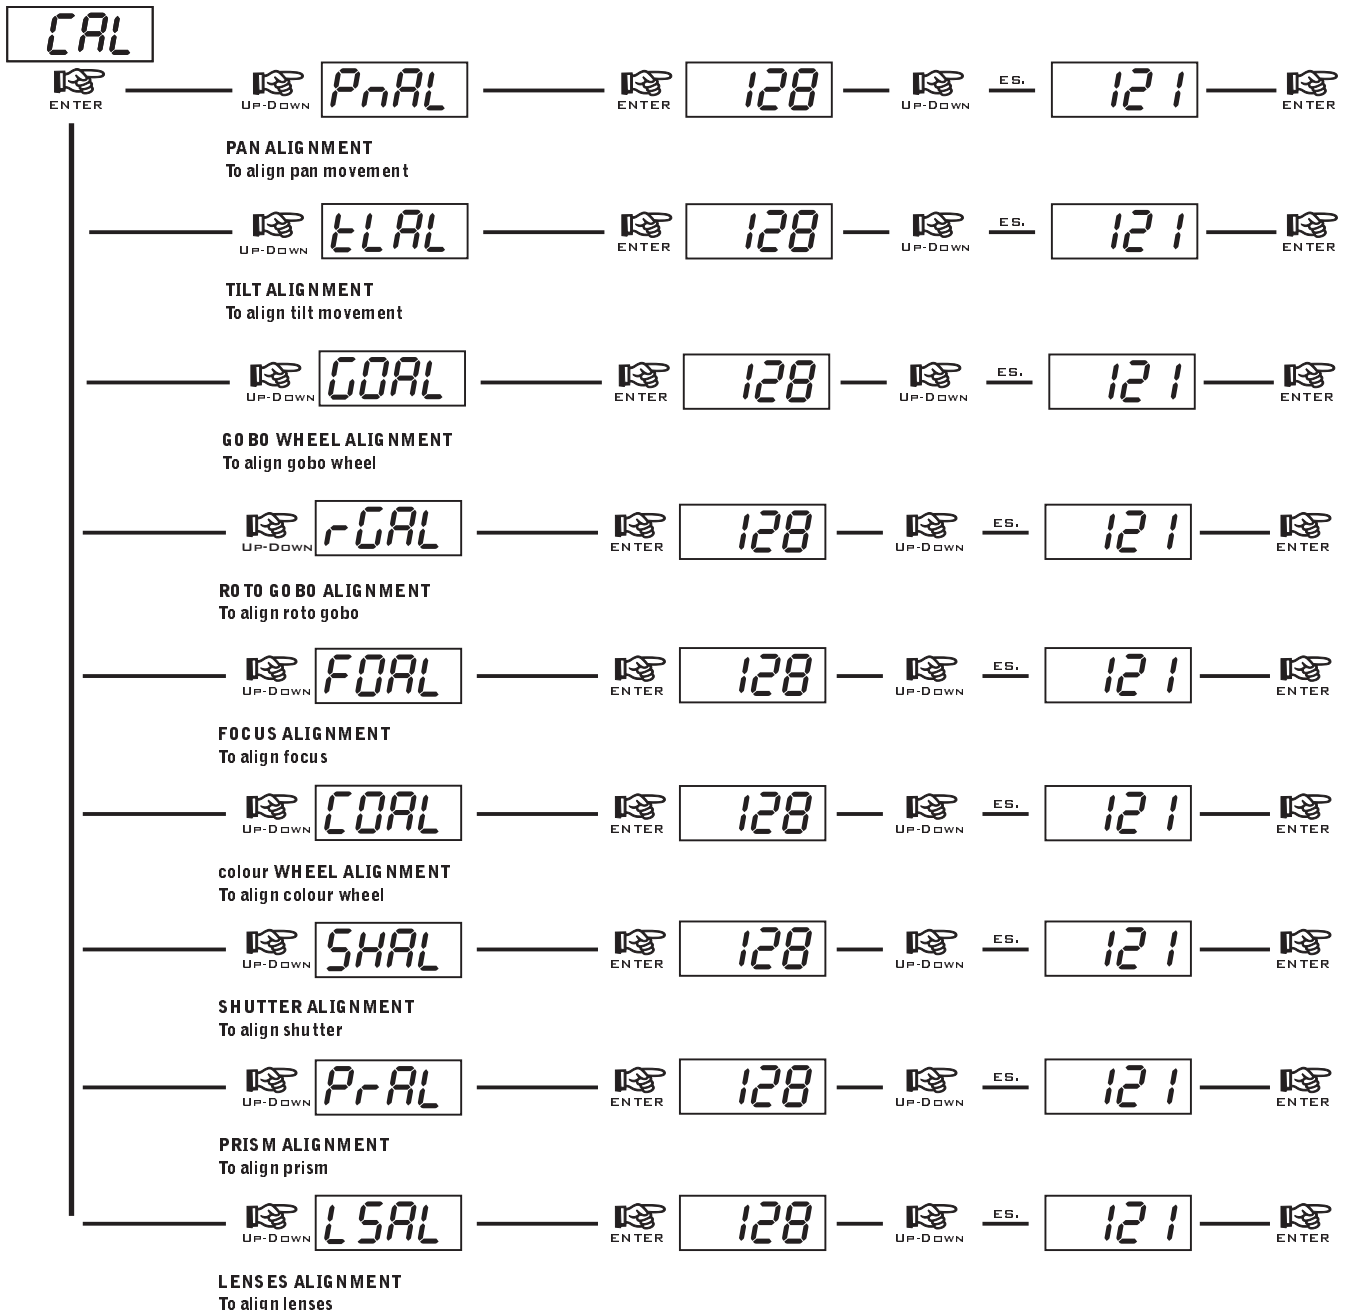 CAL
ENTER UP-DOWN PnAL ENTER 128 UP-DOWN ES. 121 ENTER
PAN ALIGNMENT
To align pan movement
UP-DOWN tLAL ENTER 128 UP-DOWN ES. 121 ENTER
TILT ALIGNMENT
To align tilt movement
UP-DOWN GOAL ENTER 128 UP-DOWN ES. 121 ENTER
GOBO WHEEL ALIGNMENT
To align gobo wheel
UP-DOWN rGAL ENTER 128 UP-DOWN ES. 121 ENTER
ROTO GOBO ALIGNMENT
To align roto gobo
UP-DOWN FOAL ENTER 128 UP-DOWN ES. 121 ENTER
FOCUS ALIGNMENT
To align focus
UP-DOWN COAL ENTER 128 UP-DOWN ES. 121 ENTER
colour WHEEL ALIGNMENT
To align colour wheel
UP-DOWN SHAL ENTER 128 UP-DOWN ES. 121 ENTER
SHUTTER ALIGNMENT
To align shutter
UP-DOWN PrAL ENTER 128 UP-DOWN ES. 121 ENTER
PRISM ALIGNMENT
To align prism
UP-DOWN LSAL ENTER 128 UP-DOWN ES. 121 ENTER
LENSES ALIGNMENT
To align lenses